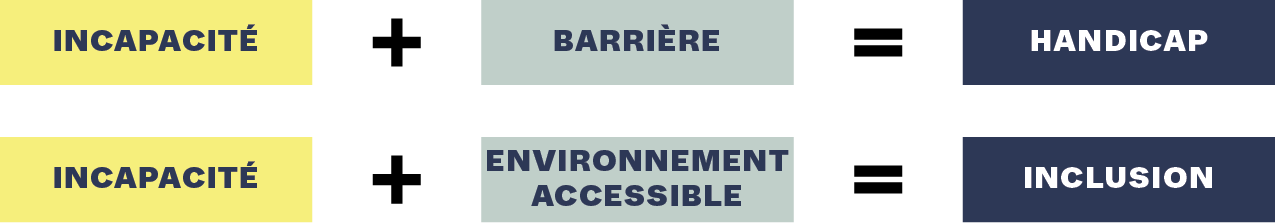 INCAPACITÉ + BARRIÈRE = HANDICAP
INCAPACITÉ + ENVIRONNEMENT ACCESSIBLE = INCLUSION